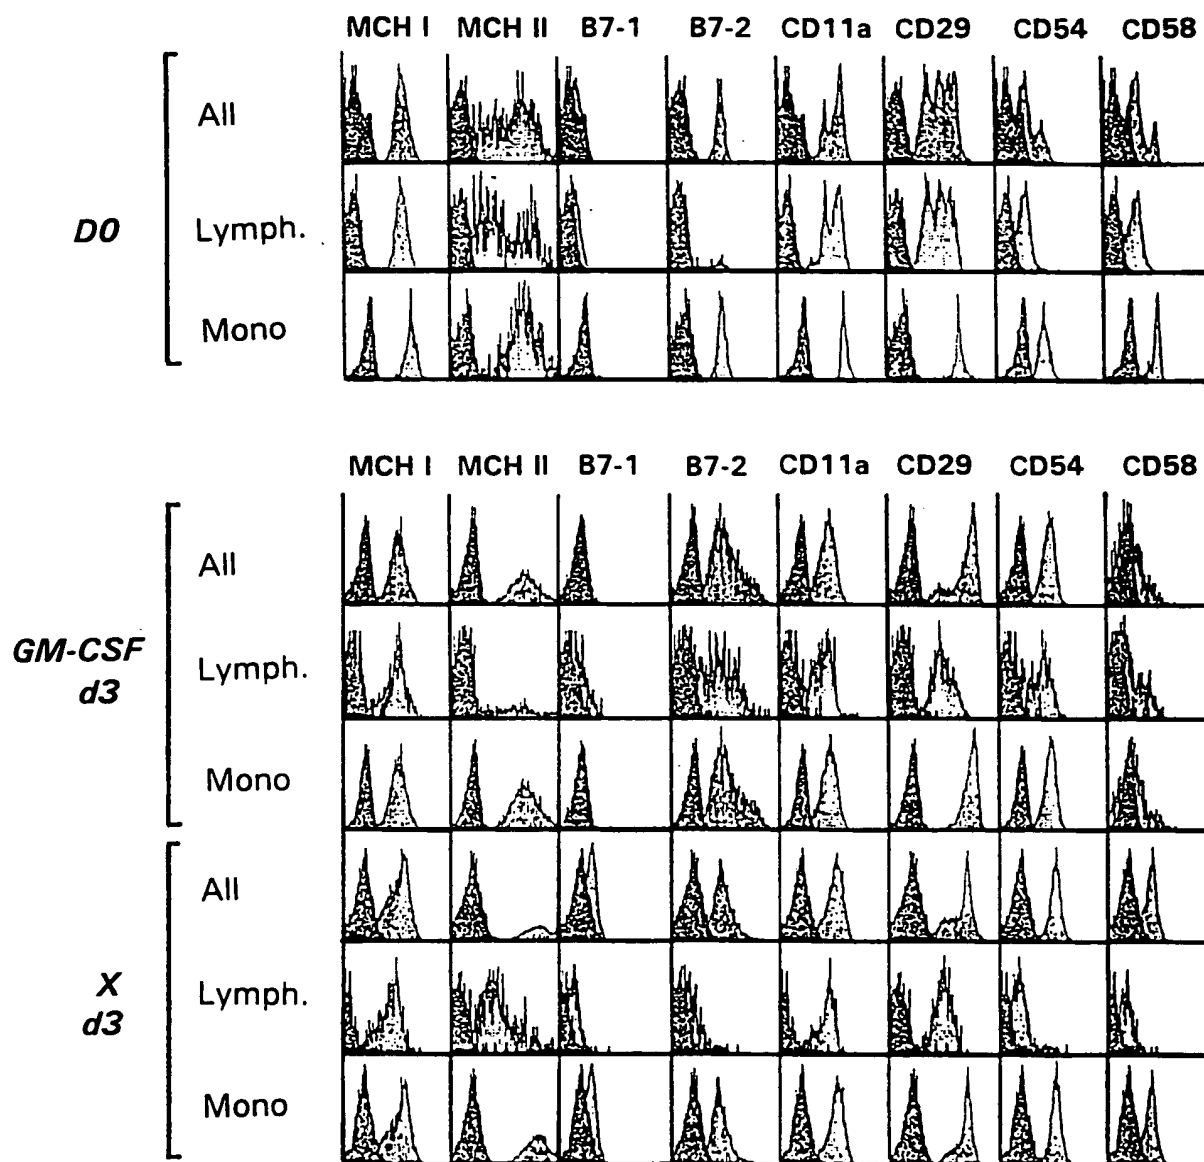 MCH I MCH II B7-1 B7-2 CD11a CD29 CD54 CD58
All
D0 Lymph.
Mono
MCH I MCH II B7-1 B7-2 CD11a CD29 CD54 CD58
All
GM-CSF
d3
Lymph.
Mono
All
X
d3
Lymph.
Mono